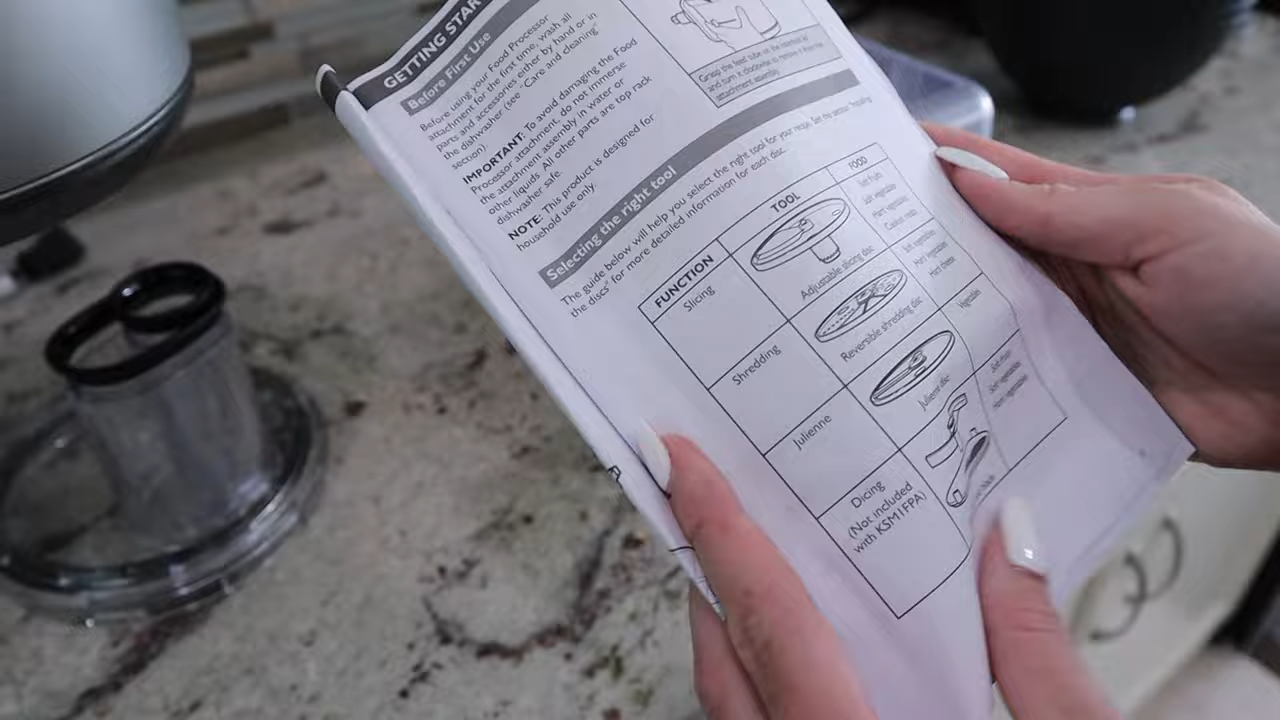 GETTING STAR
Before First Use
Before using your Food Processor
attachment for the first time, wash all
parts and accessories either by hand or in
the dishwasher (see "Care and cleaning"
section)
IMPORTANT: To avoid damaging the Food
Processor attachment, do not immerse
the attachment assembly in water or
other liquids. All other parts are top rack
dishwasher safe.
NOTE: This product is designed for
household use only.
Grasp the feed tube on the
and turn it clockwise to remove it from the
attachment assembly.
Selecting the right tool
The guide below will help you select the right tool for your recipe. See the section
the discs" for more detailed information for each disc.
FUNCTION
TOOL
FOOD
Slicing
Adjustable slicing disc
Soft fruits
Soft vegetables
Hard vegetables
Shredding
Reversible shredding disc
Soft vegetables
Hard vegetables
Hard cheese
Julienne
Julienne disc
Vegetables
Dicing
(Not included
with KSM1FPA)
Soft fruits
Soft vegetables
Hard vegetables